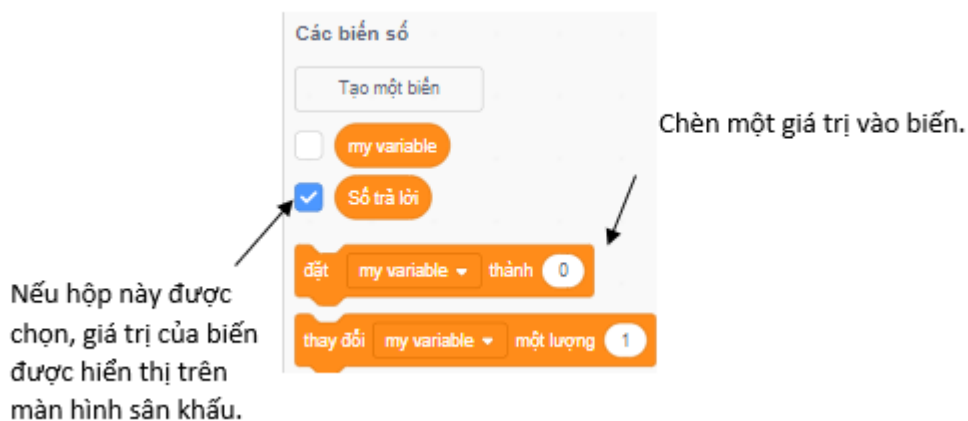 Các biến số
Tạo một biến
my variable
Số trả lời
đặt my variable thành 0
thay đổi my variable một lượng 1
Chèn một giá trị vào biến.
Nếu hộp này được
chọn, giá trị của biến
được hiển thị trên
màn hình sân khấu.